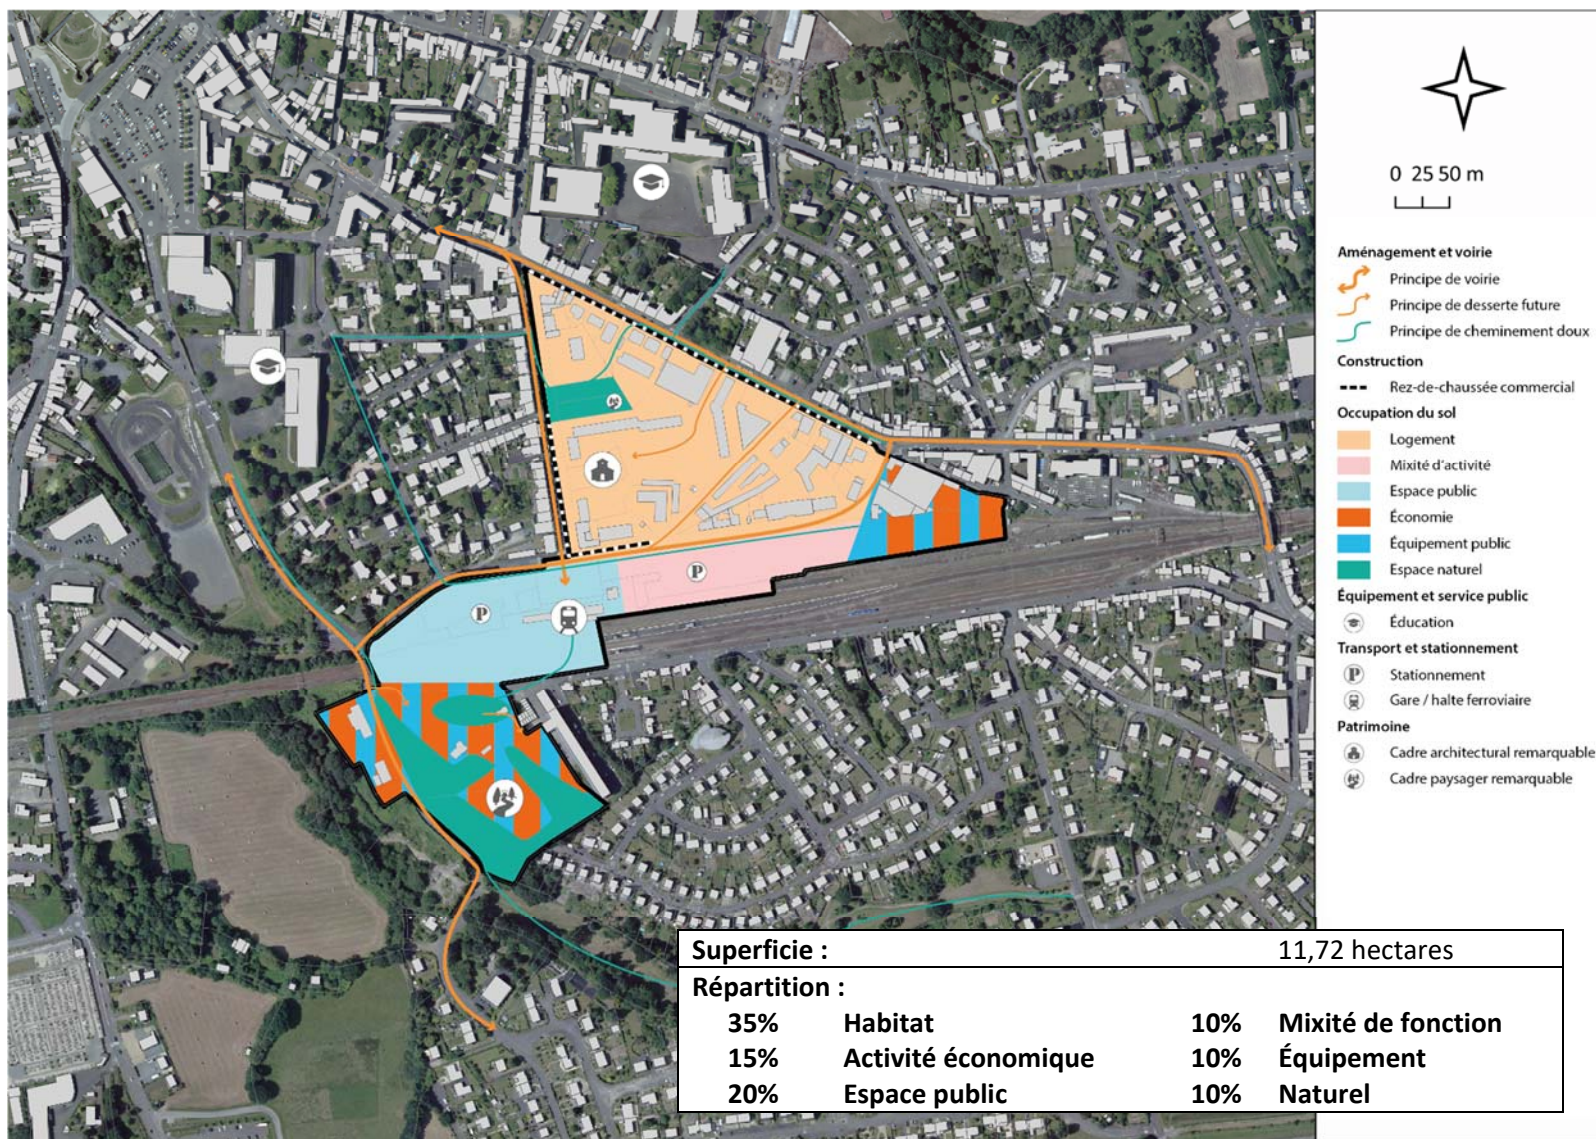 0 25 50 m
Aménagement et voirie
Principe de voirie
Principe de desserte future
Principe de cheminement doux
Construction
Rez-de-chaussée commercial
Occupation du sol
Logement
Mixité d'activité
Espace public
Économie
Équipement public
Espace naturel
Équipement et service public
Éducation
Transport et stationnement
P Stationnement
Gare / halte ferroviaire
Patrimoine
Cadre architectural remarquable
Cadre paysager remarquable
P
P
Superficie : 11,72 hectares
Répartition :
35% Habitat 10% Mixité de fonction
15% Activité économique 10% Équipement
20% Espace public 10% Naturel